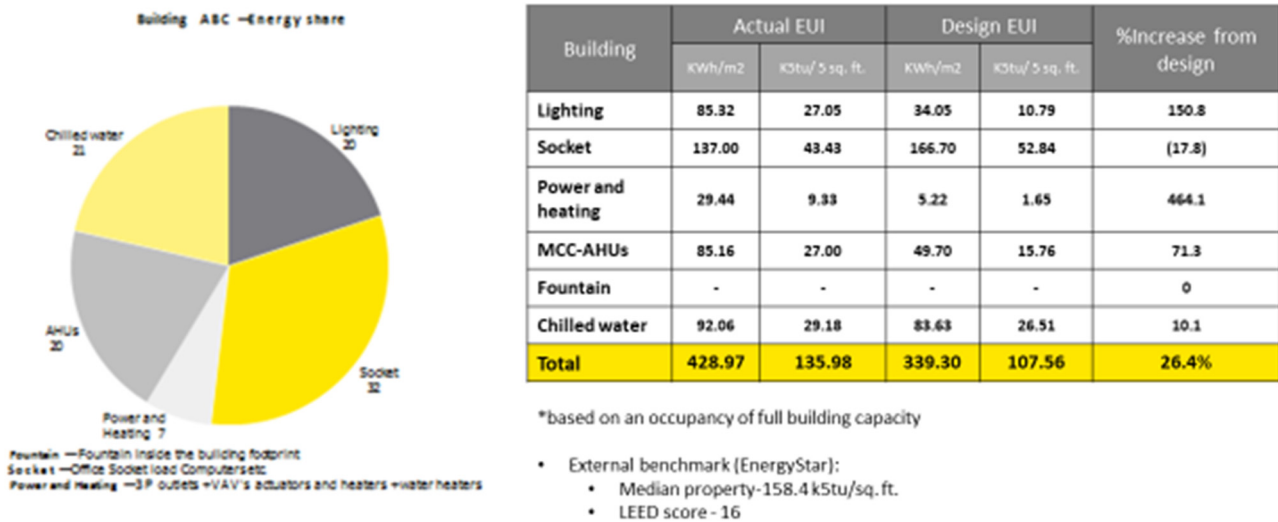 Building ABC —Energy share
Chilled water
21
Lighting
20
AHUs
20
Socket
32
Power and
Heating 7
Fountain —Fountain inside the building footprint
Socket —Office Socket load Computersetc
Power and Heating —3P outlets +VAV's actuators and heaters +water heaters
Building Actual EUI Design EUI %Increase from design
KWh/m2 K5tu/ 5 sq. ft. KWh/m2 K5tu/ 5 sq. ft.
Lighting 85.32 27.05 34.05 10.79 150.8
Socket 137.00 43.43 166.70 52.84 (17.8)
Power and
heating 29.44 9.33 5.22 1.65 464.1
MCC-AHUs 85.16 27.00 49.70 15.76 71.3
Fountain - - - - 0
Chilled water 92.06 29.18 83.63 26.51 10.1
Total 428.97 135.98 339.30 107.56 26.4%
*based on an occupancy of full building capacity
• External benchmark (EnergyStar):
• Median property-158.4 k5tu/sq.ft.
• LEED score - 16